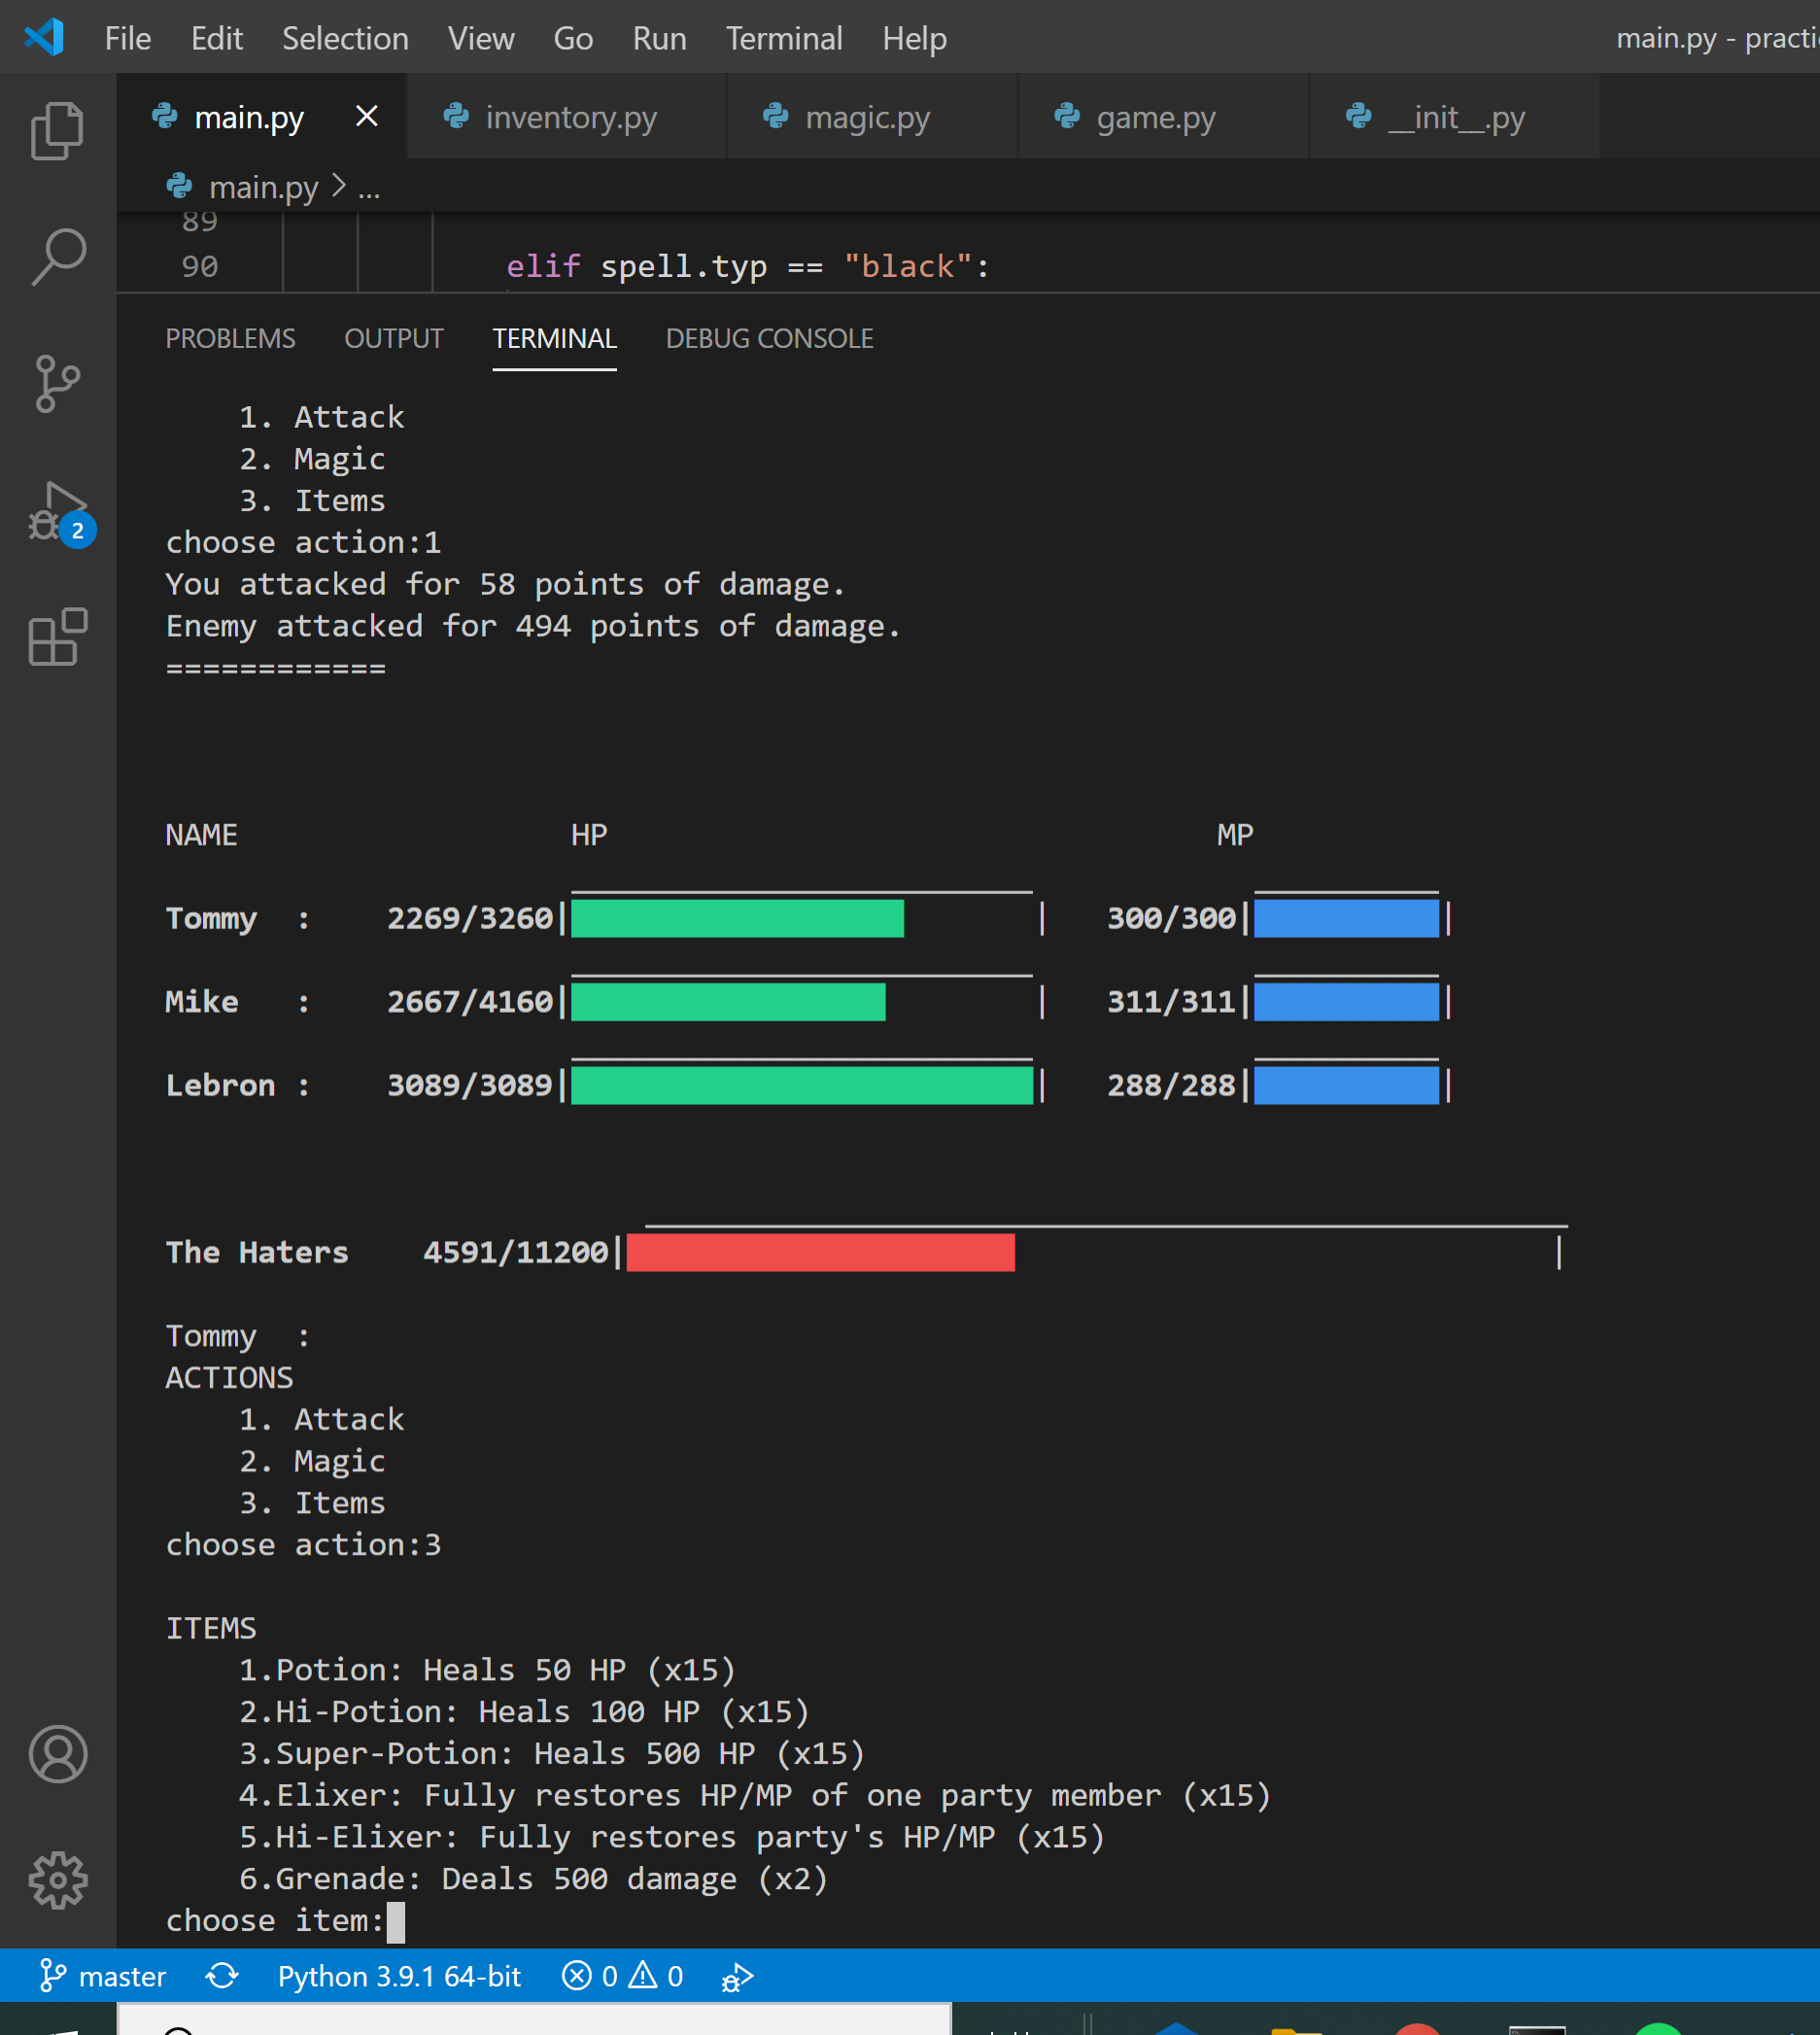 File Edit Selection View Go Run Terminal Help main.py - practi
main.py inventory.py magic.py game.py __init__.py
main.py > ...
89
90 elif spell.typ == "black":
PROBLEMS OUTPUT TERMINAL DEBUG CONSOLE
1. Attack
2. Magic
3. Items
choose action:1
You attacked for 58 points of damage.
Enemy attacked for 494 points of damage.
============
NAME HP MP
Tommy : 2269/3260| | 300/300| |
Mike : 2667/4160| | 311/311| |
Lebron : 3089/3089| | 288/288| |
The Haters 4591/11200| |
Tommy :
ACTIONS
1. Attack
2. Magic
3. Items
choose action:3
ITEMS
1.Potion: Heals 50 HP (x15)
2.Hi-Potion: Heals 100 HP (x15)
3.Super-Potion: Heals 500 HP (x15)
4.Elixer: Fully restores HP/MP of one party member (x15)
5.Hi-Elixer: Fully restores party's HP/MP (x15)
6.Grenade: Deals 500 damage (x2)
choose item:
2
master Python 3.9.1 64-bit 0 0